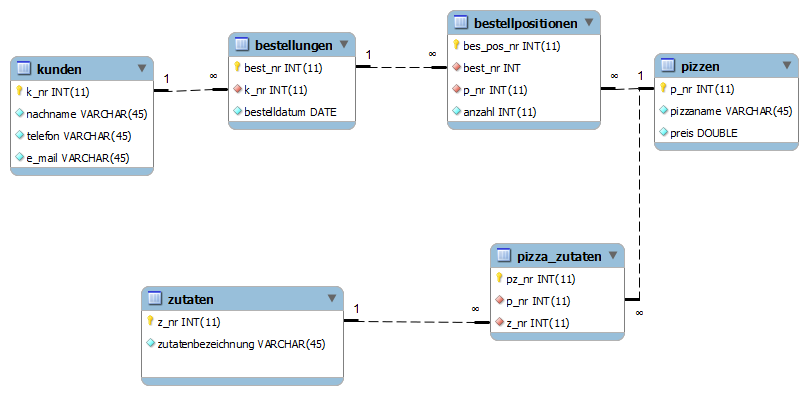 kunden
k_nr INT(11)
nachname VARCHAR(45)
telefon VARCHAR(45)
e_mail VARCHAR(45)
1
∞
bestellungen
best_nr INT(11)
k_nr INT(11)
bestelldatum DATE
1
∞
bestellpositionen
bes_pos_nr INT(11)
best_nr INT
p_nr INT(11)
anzahl INT(11)
∞
1
pizzen
p_nr INT(11)
pizzaname VARCHAR(45)
preis DOUBLE
pizza_zutaten
pz_nr INT(11)
p_nr INT(11)
z_nr INT(11)
∞
zutaten
z_nr INT(11)
zutatenbezeichnung VARCHAR(45)
1
∞